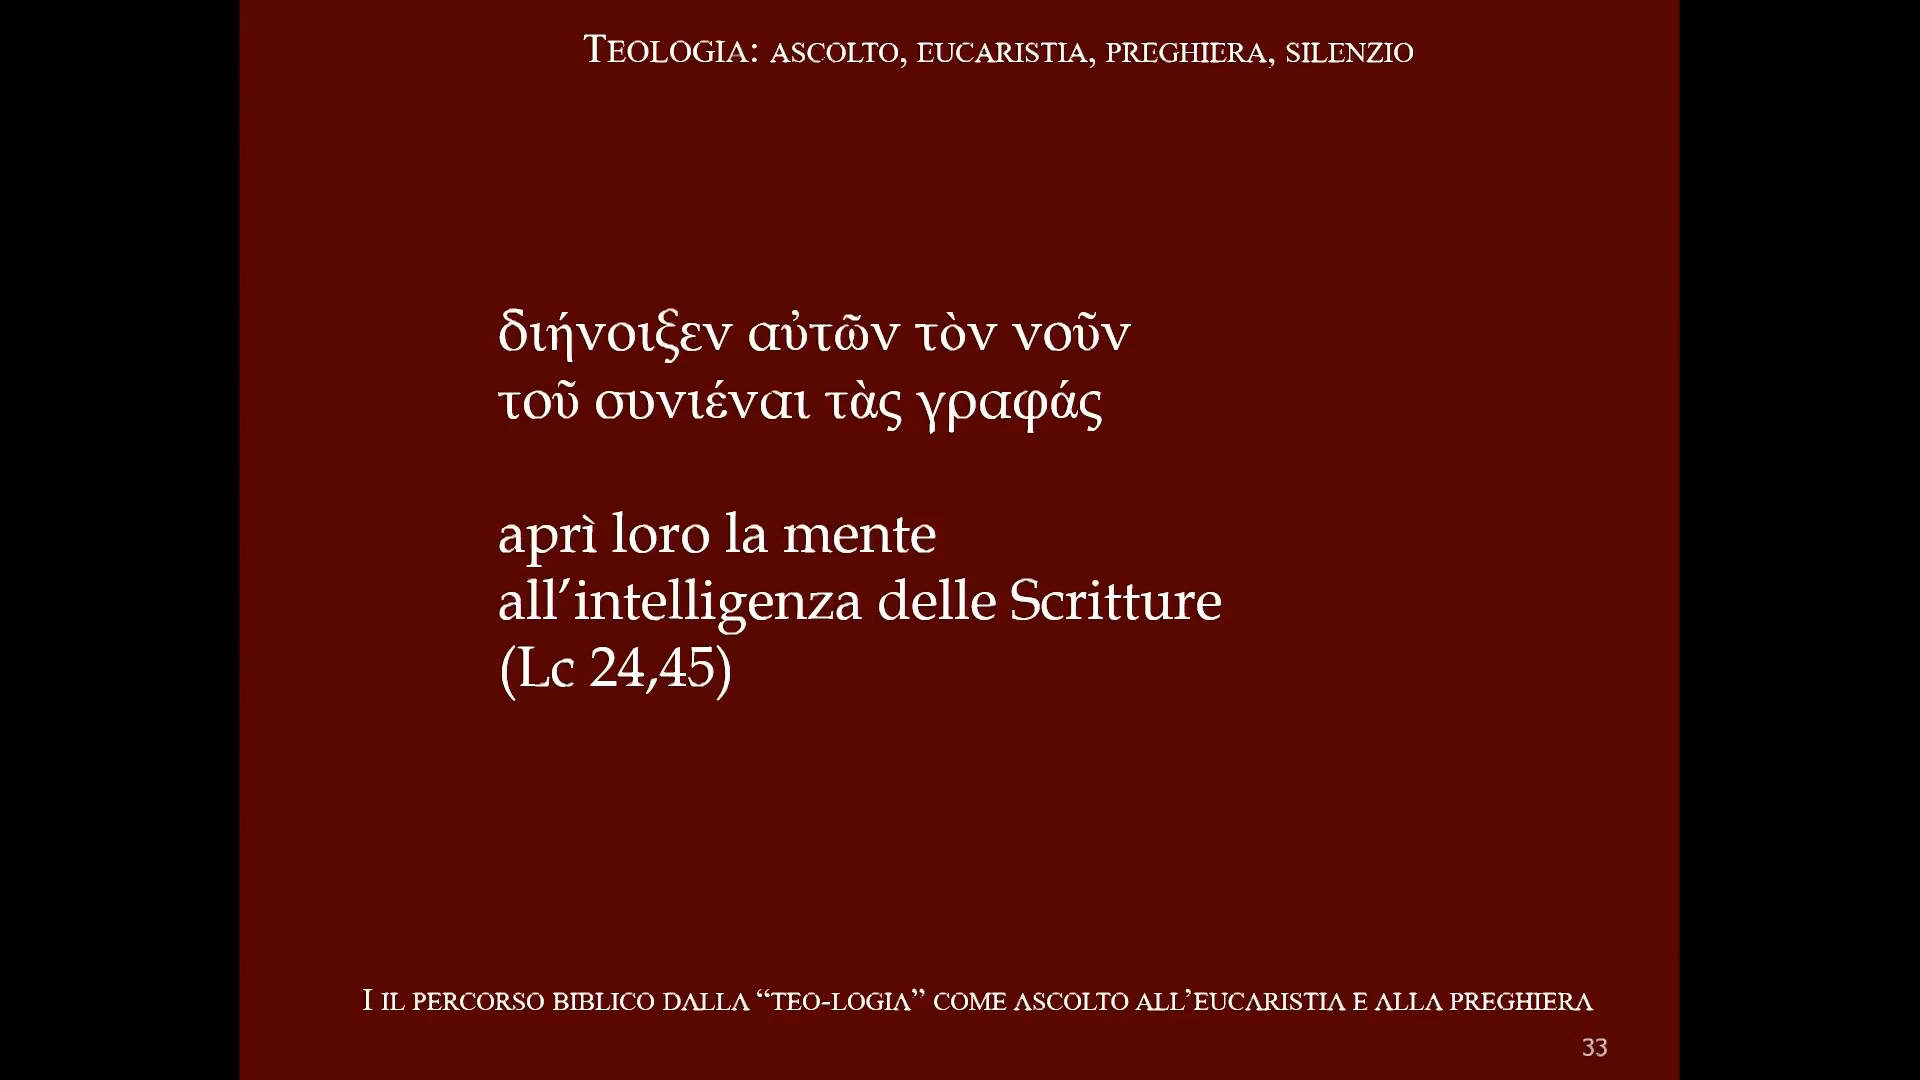 Teologia: ascolto, eucaristia, preghiera, silenzio
διήνοιξεν αὐτῶν τὸν νοῦν
τοῦ συνιέναι τὰς γραφάς
aprì loro la mente
all’intelligenza delle Scritture
(Lc 24,45)
I il percorso biblico dalla “teo-logia” come ascolto all’eucaristia e alla preghiera
33